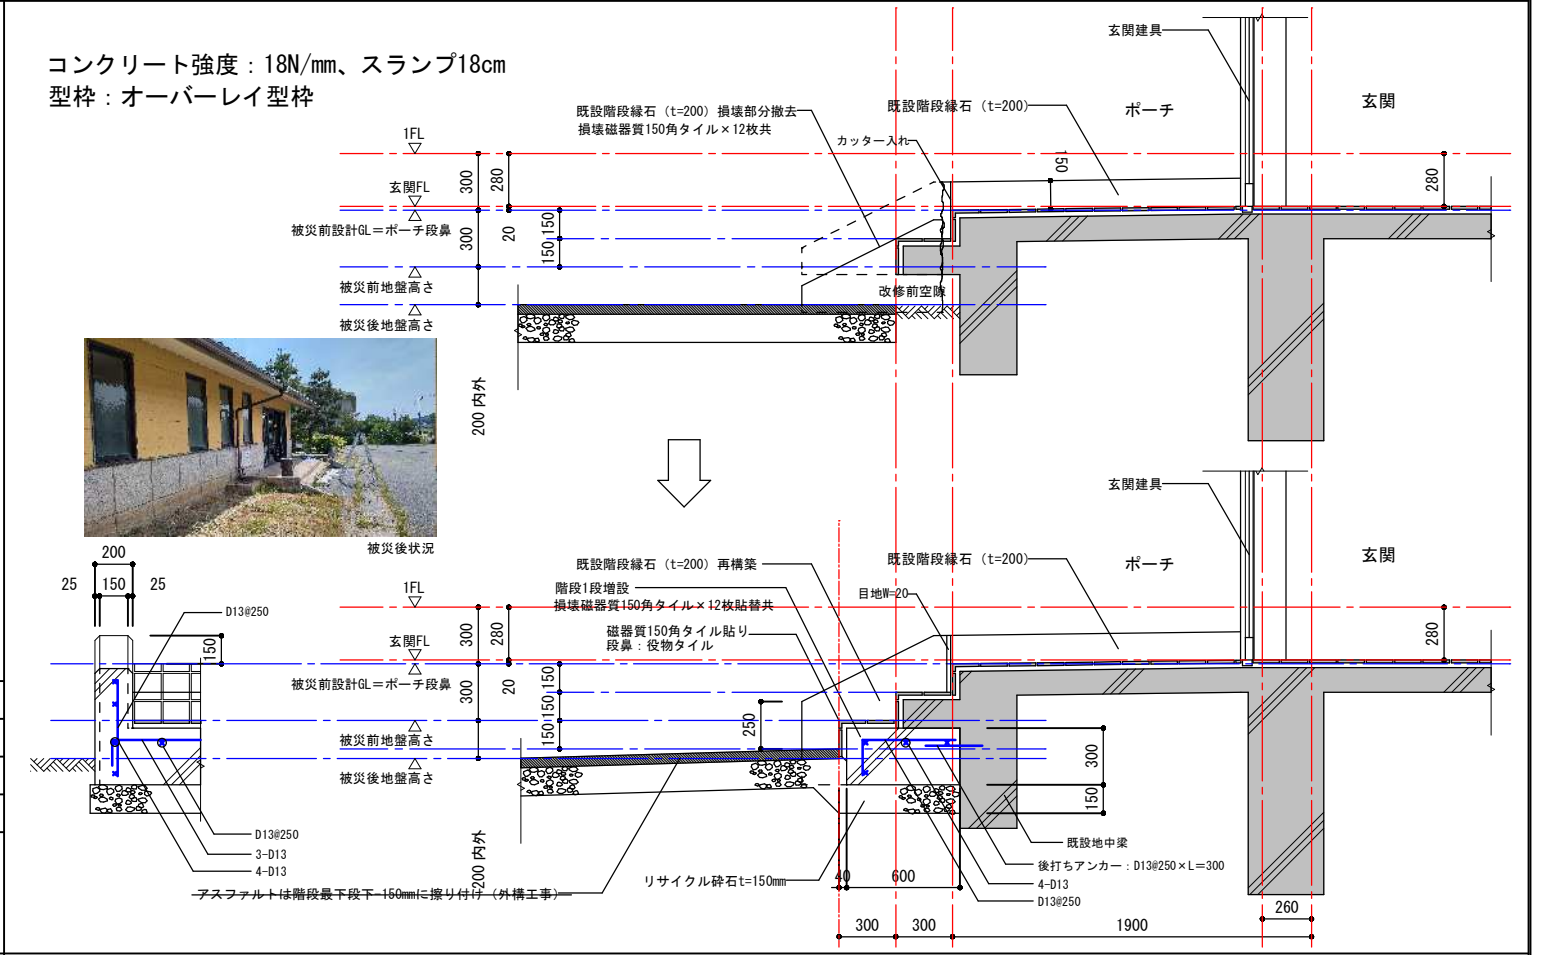 コンクリート強度：18N/mm、スランプ18cm
型枠：オーバーレイ型枠
玄関建具
ポーチ
玄関
既設階段縁石（t=200）損壊部分撤去
損壊磁器質150角タイル×12枚共
既設階段縁石（t=200）
カッター入れ
1FL
玄関FL
被災前設計GL＝ポーチ段鼻
被災前地盤高さ
被災後地盤高さ
300
280
300
20
150
150
150
280
改修前空隙
200 内外
被災後状況
玄関建具
ポーチ
玄関
既設階段縁石（t=200）再構築
階段1段増設
損壊磁器質150角タイル×12枚貼替共
磁器質150角タイル貼り
段鼻：役物タイル
既設階段縁石（t=200）
目地W=20
200
25
150
25
D13@250
150
1FL
玄関FL
被災前設計GL＝ポーチ段鼻
被災前地盤高さ
被災後地盤高さ
300
280
300
20
150
150
150
250
280
300
150
D13@250
3-D13
4-D13
200 内外
アスファルトは階段最下段下-150mmに擦り付け（外構工事）
リサイクル砕石t=150mm
既設地中梁
後打ちアンカー：D13@250×L=300
4-D13
D13@250
40
600
300
300
1900
260